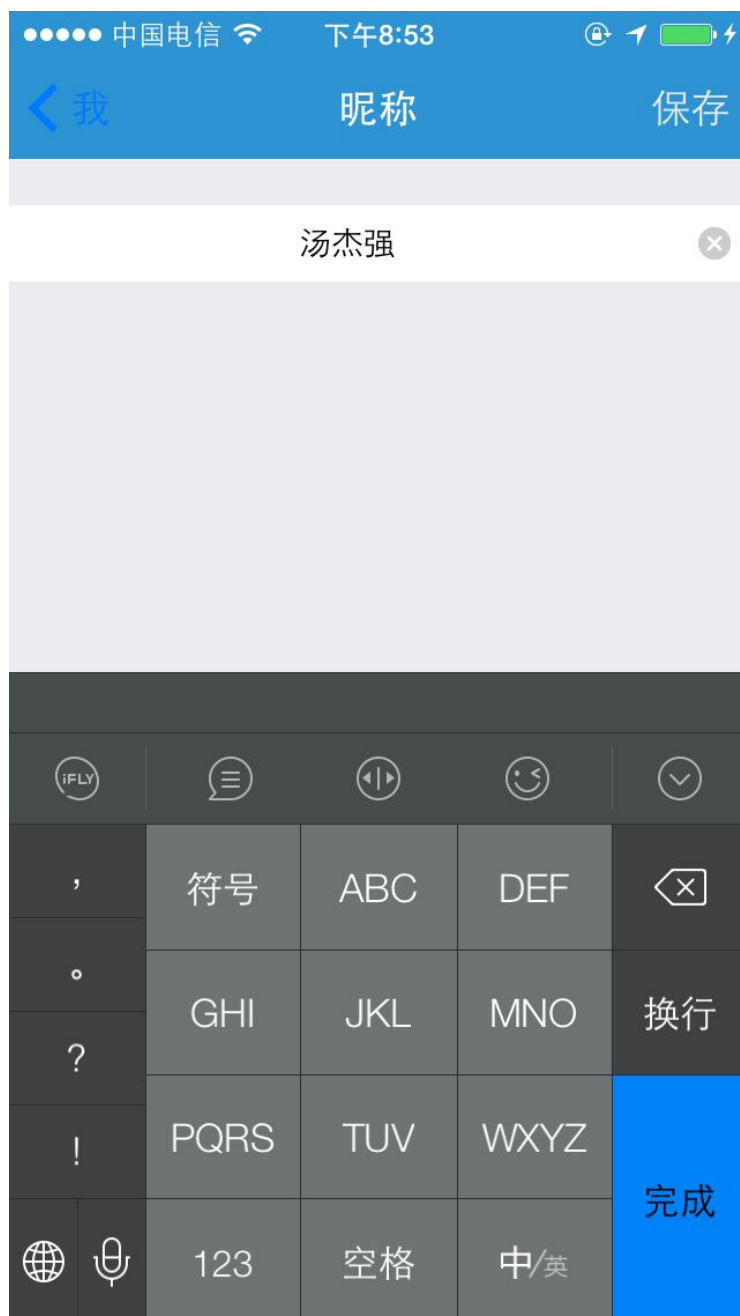 中国电信 下午8:53
我 昵称 保存
汤杰强
iFLY
， 符号 ABC DEF
。 GHI JKL MNO 换行
？
！ PQRS TUV WXYZ
完成
123 空格 中/英